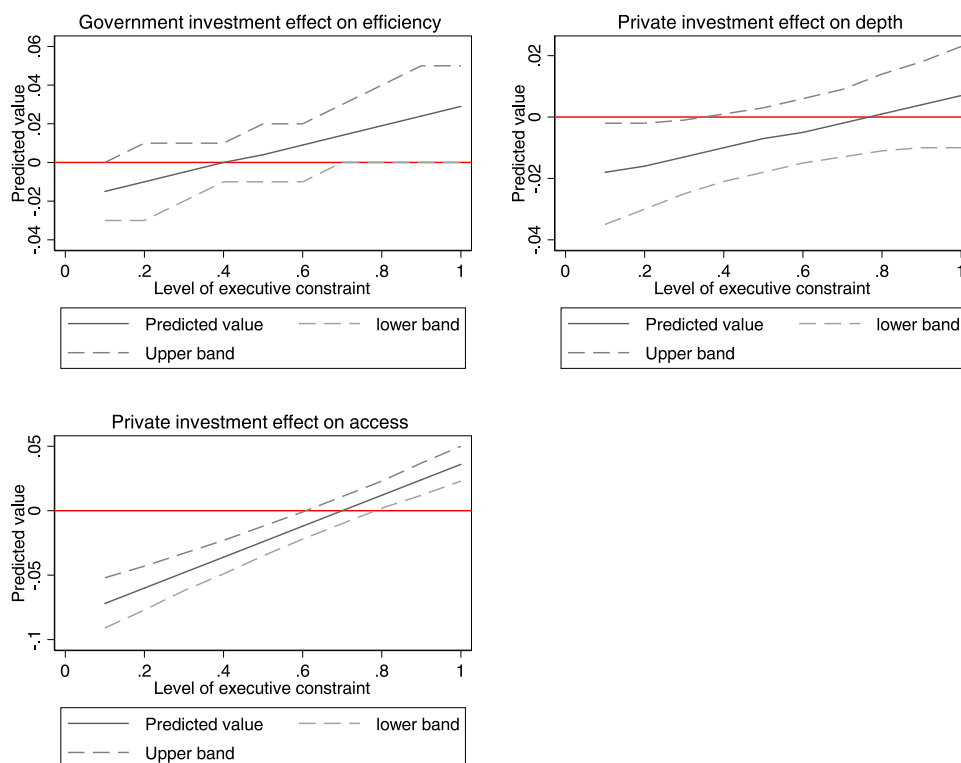 Government investment effect on efficiency
Predicted value
.06
.04
.02
0
-.02
-.04
0 .2 .4 .6 .8 1
Level of executive constraint
Predicted value lower band
Upper band
Private investment effect on depth
Predicted value
.02
0
-.02
-.04
0 .2 .4 .6 .8 1
Level of executive constraint
Predicted value lower band
Upper band
Private investment effect on access
Predicted value
.05
0
-.05
-.1
0 .2 .4 .6 .8 1
Level of executive constraint
Predicted value lower band
Upper band